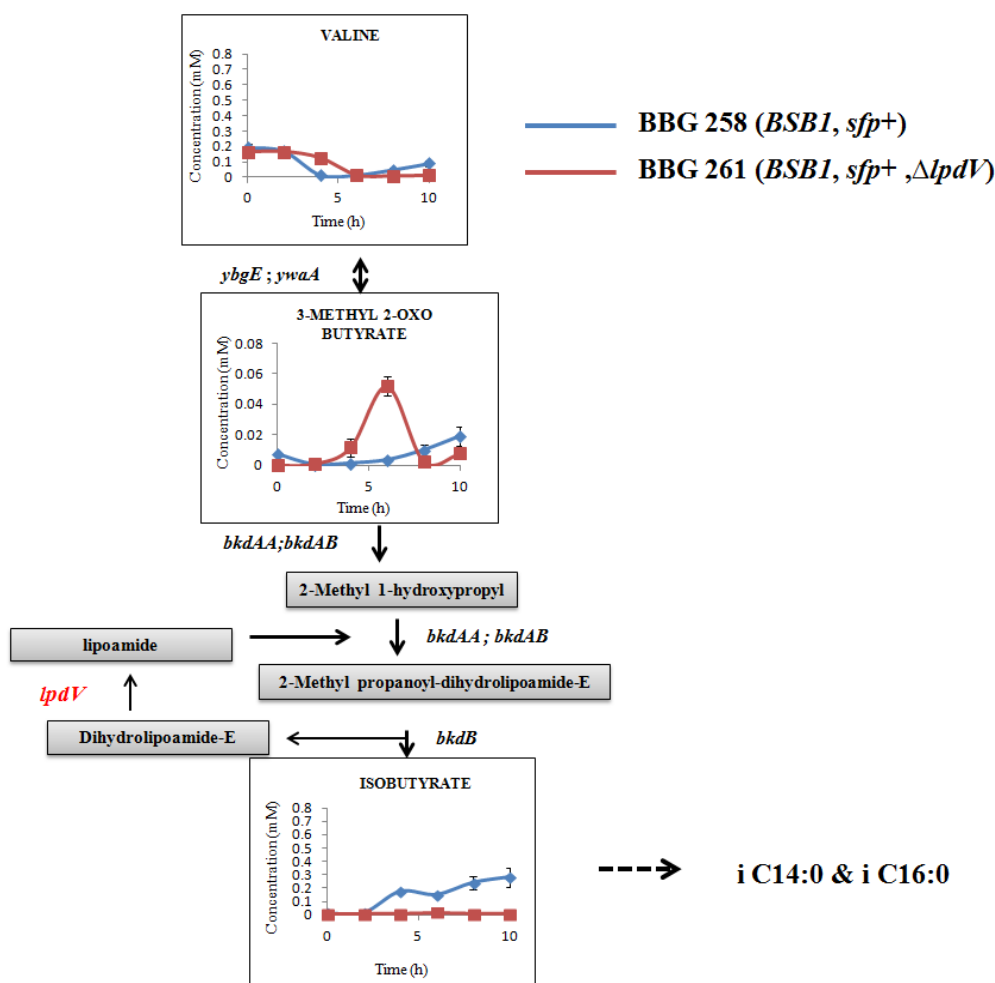 VALINE
Concentration (mM)
0.8
0.7
0.6
0.5
0.4
0.3
0.2
0.1
0
0 5 10
Time (h)
BBG 258 (BSB1, sfp+)
BBG 261 (BSB1, sfp+ ,ΔlpdV)
ybgE ; ywaA
3-METHYL 2-OXO
BUTYRATE
Concentration (mM)
0.08
0.06
0.04
0.02
0
0 5 10
Time (h)
bkdAA;bkdAB
2-Methyl 1-hydroxypropyl
lipoamide
bkdAA ; bkdAB
2-Methyl propanoyl-dihydrolipoamide-E
lpdV
Dihydrolipoamide-E
bkdB
ISOBUTYRATE
Concentration (mM)
0.8
0.7
0.6
0.5
0.4
0.3
0.2
0.1
0
0 5 10
Time (h)
i C14:0 & i C16:0